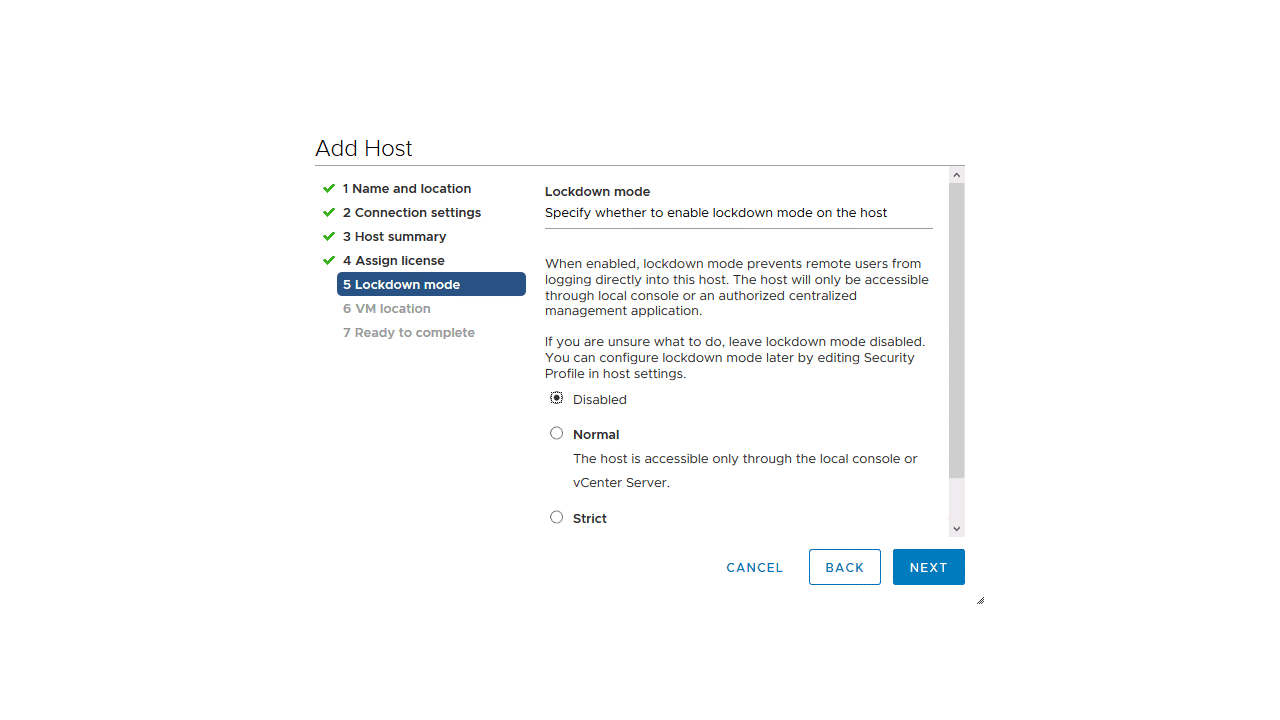 Add Host
1 Name and location
2 Connection settings
3 Host summary
4 Assign license
5 Lockdown mode
6 VM location
7 Ready to complete
Lockdown mode
Specify whether to enable lockdown mode on the host
When enabled, lockdown mode prevents remote users from
logging directly into this host. The host will only be accessible
through local console or an authorized centralized
management application.
If you are unsure what to do, leave lockdown mode disabled.
You can configure lockdown mode later by editing Security
Profile in host settings.
Disabled
Normal
The host is accessible only through the local console or
vCenter Server.
Strict
CANCEL
BACK
NEXT